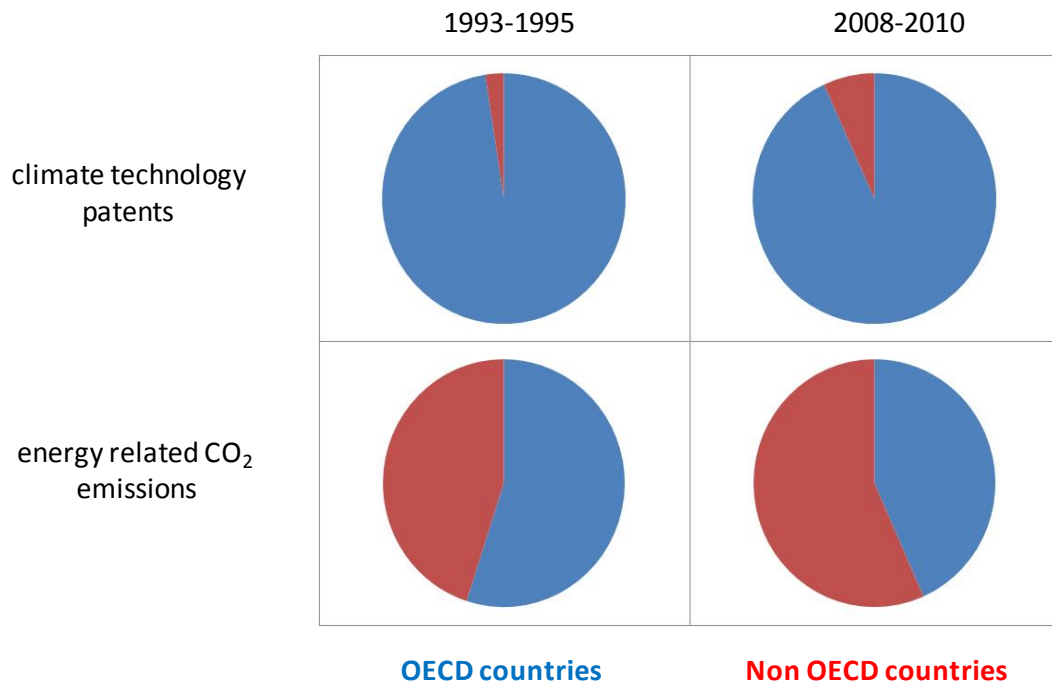 1993-1995
2008-2010
climate technology
patents
energy related CO₂
emissions
OECD countries
Non OECD countries